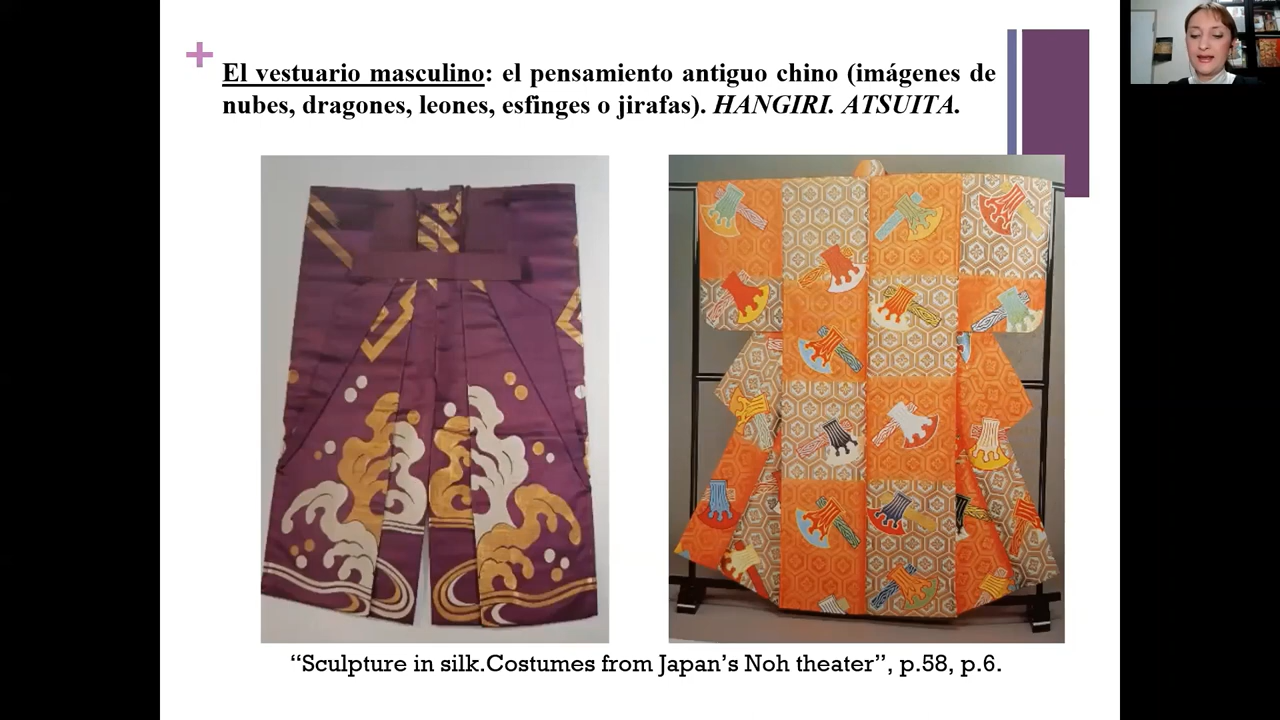 El vestuario masculino: el pensamiento antiguo chino (imágenes de
nubes, dragones, leones, esfinges o jirafas). HANGIRI. ATSUITA.
“Sculpture in silk.Costumes from Japan’s Noh theater”, p.58, p.6.